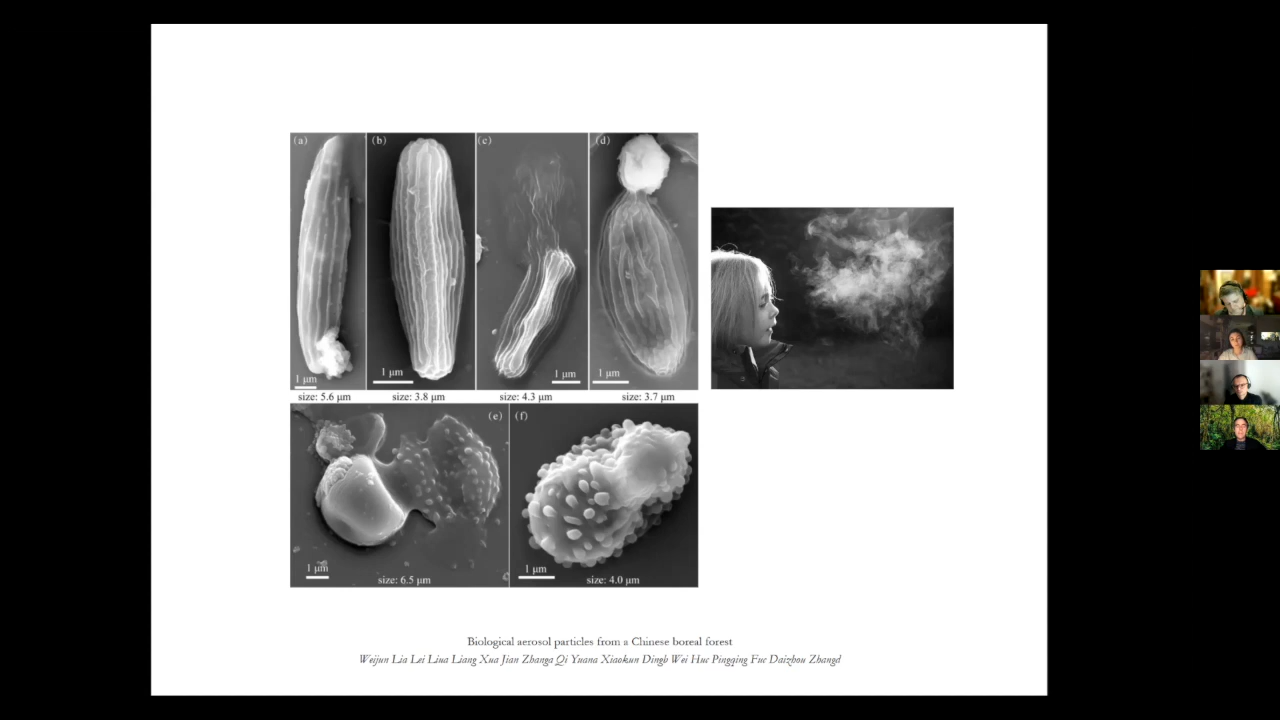 (a)
(b)
(c)
(d)
1 μm
1 μm
1 μm
1 μm
size: 5.6 μm
size: 3.8 μm
size: 4.3 μm
size: 3.7 μm
(e)
(f)
1 μm
1 μm
size: 6.5 μm
size: 4.0 μm
Biological aerosol particles from a Chinese boreal forest
Weijun Lia Lei Liua Liang Xua Jian Zhanga Qi Yuana Xiaokun Dingb Wei Huc Pingqing Fuc Daizhou Zhangd